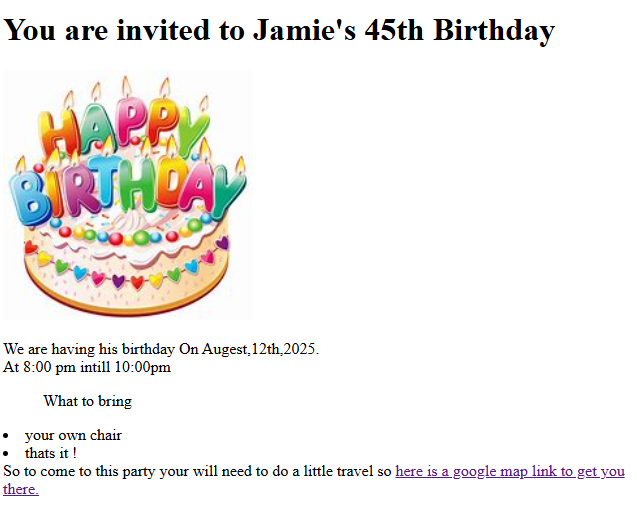 You are invited to Jamie's 45th Birthday
HAPPY
BIRTHDAY
We are having his birthday On Augest,12th,2025.
At 8:00 pm intill 10:00pm
What to bring
• your own chair
• thats it !
So to come to this party your will need to do a little travel so here is a google map link to get you
there.